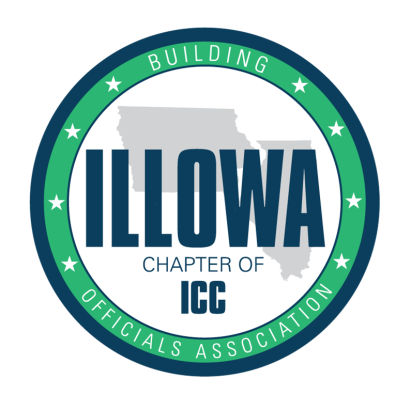 BUILDING
ILLOWA
CHAPTER OF
ICC
OFFICIALS ASSOCIATION